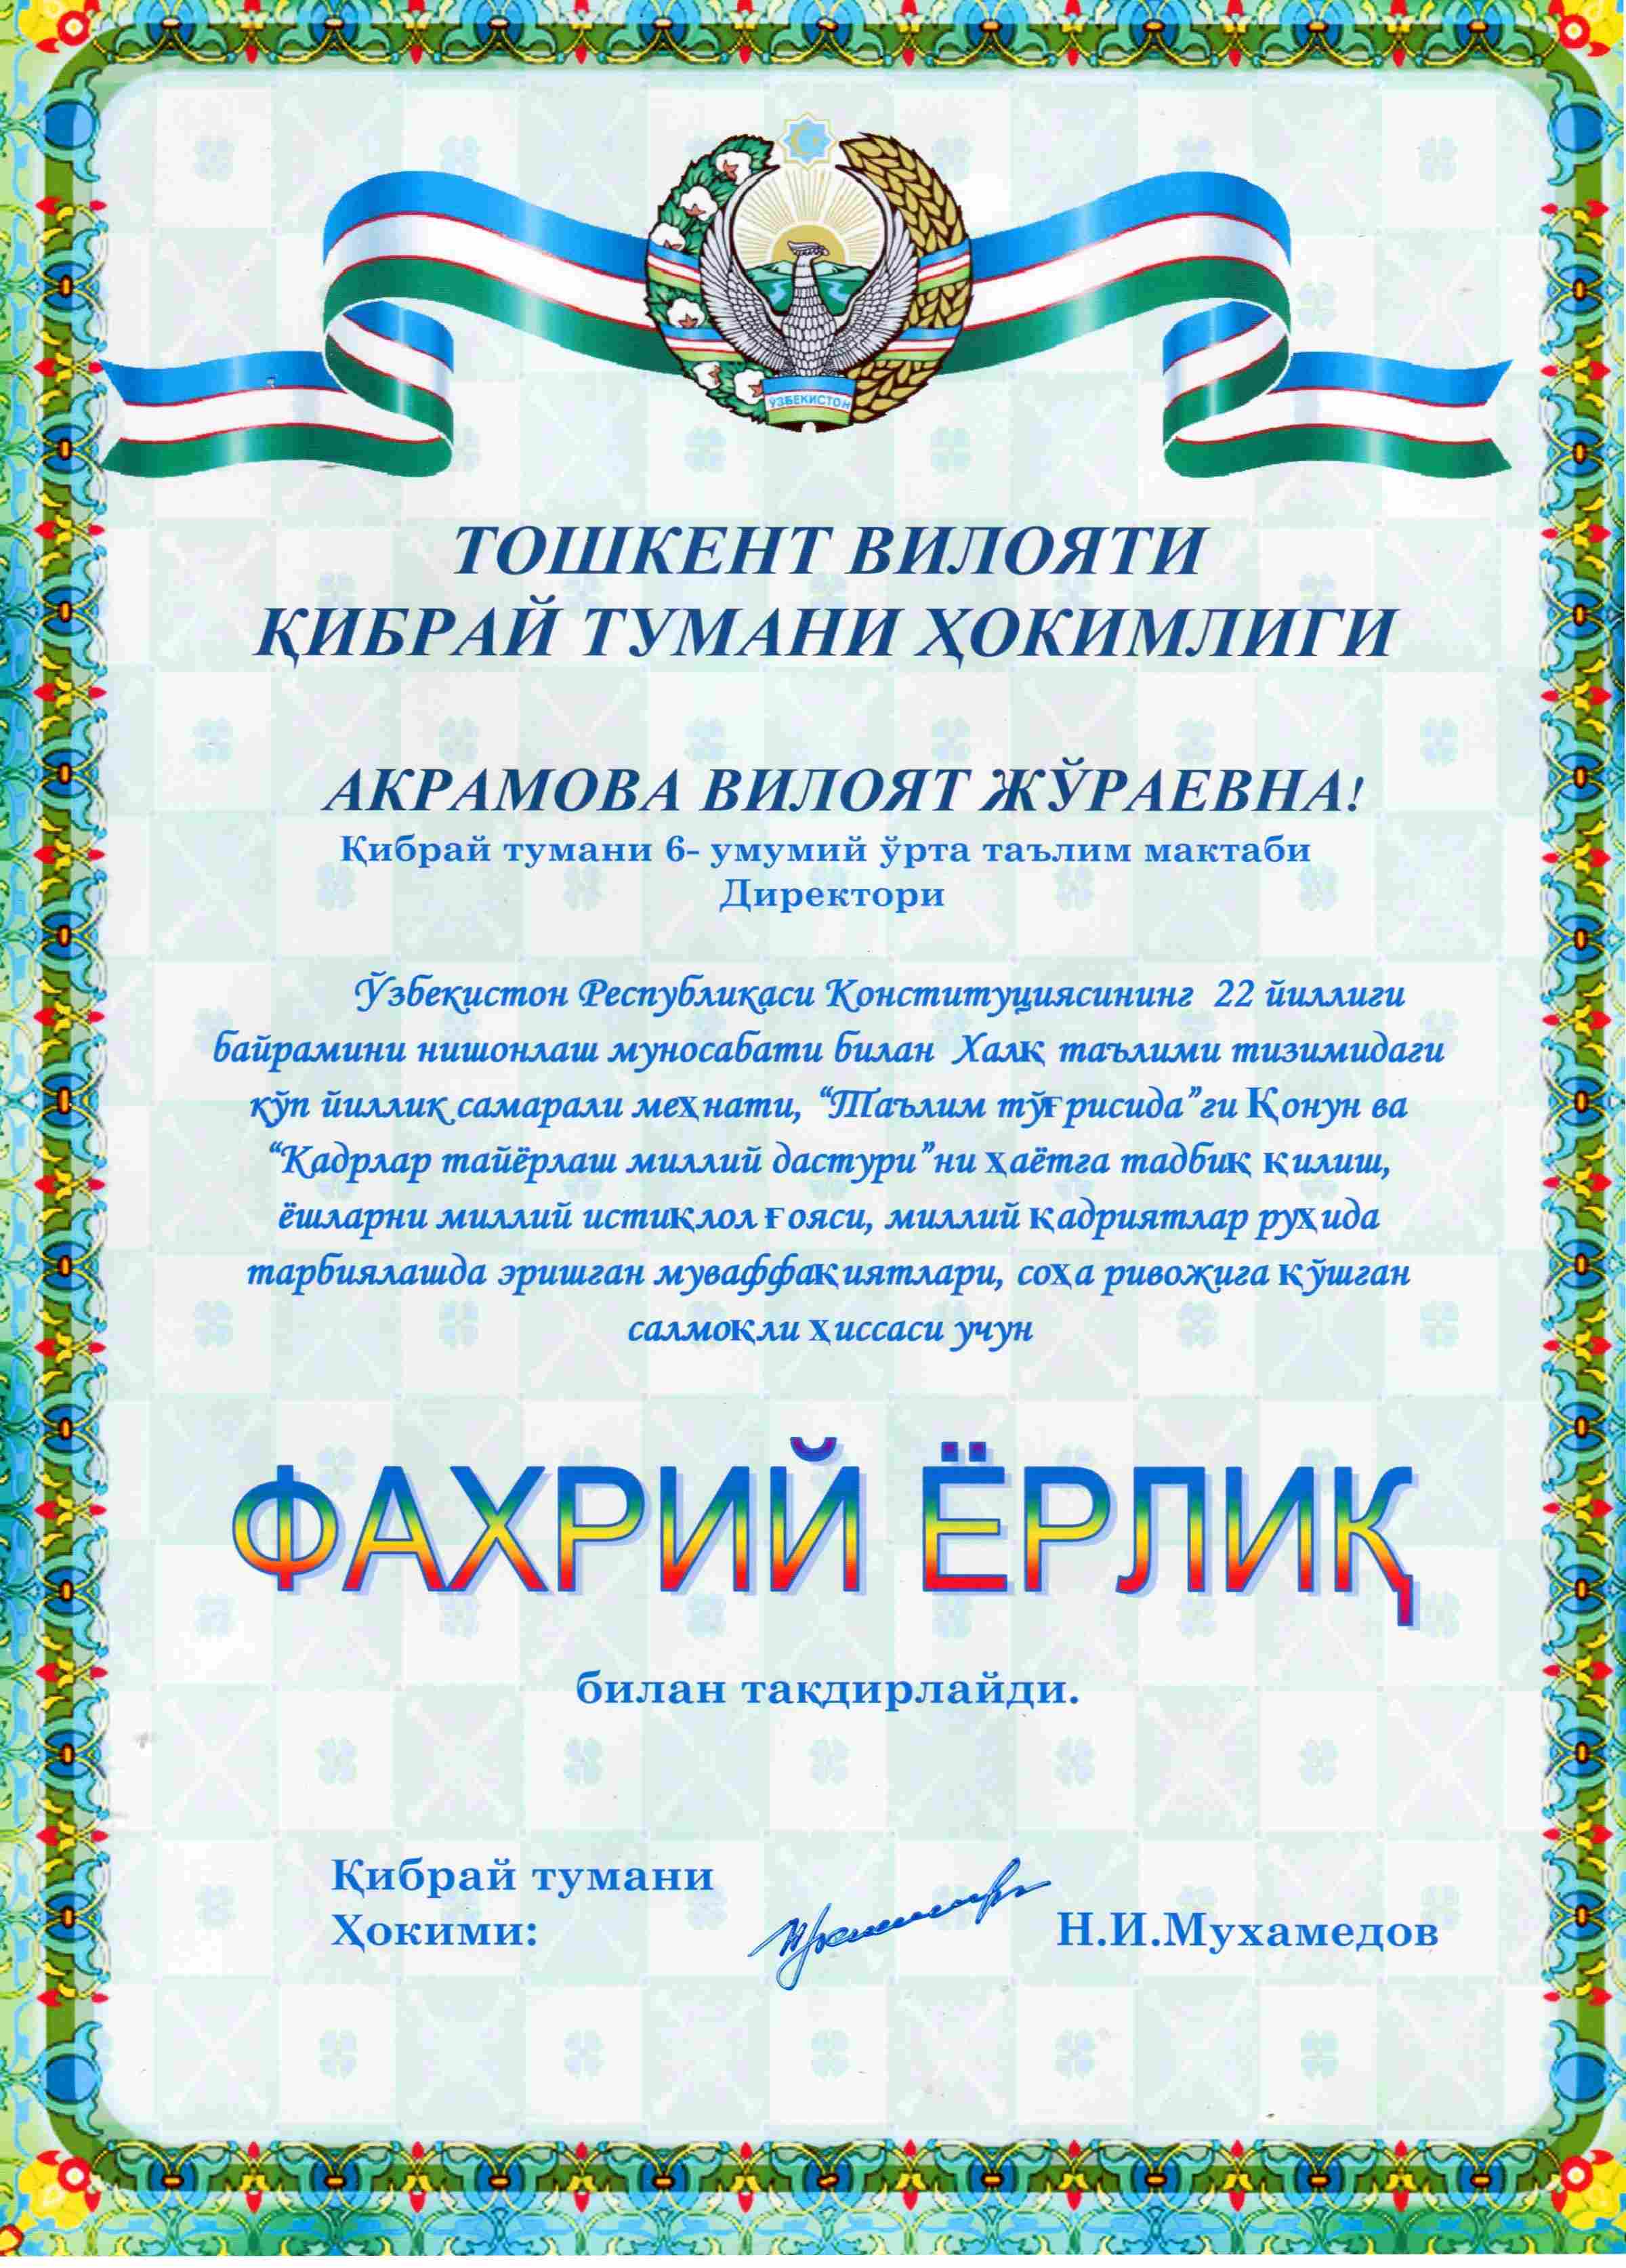 ЎЗБЕКИСТОН
ТОШКЕНТ ВИЛОЯТИ
ҚИБРАЙ ТУМАНИ ҲОКИМЛИГИ
АКРАМОВА ВИЛОЯТ ЖЎРАЕВНА!
Қибрай тумани 6- умумий ўрта таълим мактаби
Директори
Ўзбекистон Республикаси Конституциясининг 22 йиллиги
байрамини нишонлаш муносабати билан Халқ таълими тизимидаги
кўп йиллик самарали меҳнати, “Таълим тўғрисида”ги Қонун ва
“Кадрлар тайёрлаш миллий дастури”ни ҳаётга тадбиқ қилиш,
ёшларни миллий истиқлол ғояси, миллий қадриятлар руҳида
тарбиялашда эришган муваффақиятлари, соҳа ривожига қўшган
салмоқли ҳиссаси учун
ФАХРИЙ ЁРЛИҚ
билан тақдирлайди.
Қибрай тумани
Ҳокими:
Н.И.Мухамедов